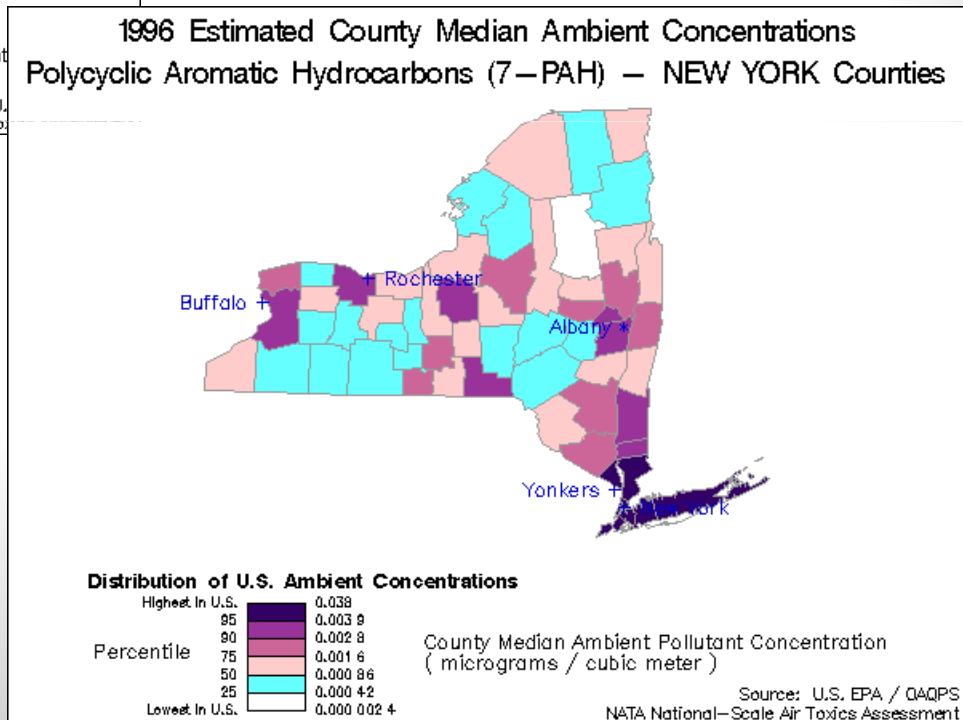 1996 Estimated County Median Ambient Concentrations
Polycyclic Aromatic Hydrocarbons (7-PAH) - NEW YORK Counties
+ Rochester
Buffalo +
Albany *
Yonkers +
+ New York
Distribution of U.S. Ambient Concentrations
Highest in U.S. 0.038
95 0.003 9
90 0.002 8
Percentile
75 0.001 6
50 0.000 86
25 0.000 42
Lowest in U.S. 0.000 002 4
County Median Ambient Pollutant Concentration
( micrograms / cubic meter )
Source: U.S. EPA / OAQPS
NATA National-Scale Air Toxics Assessment